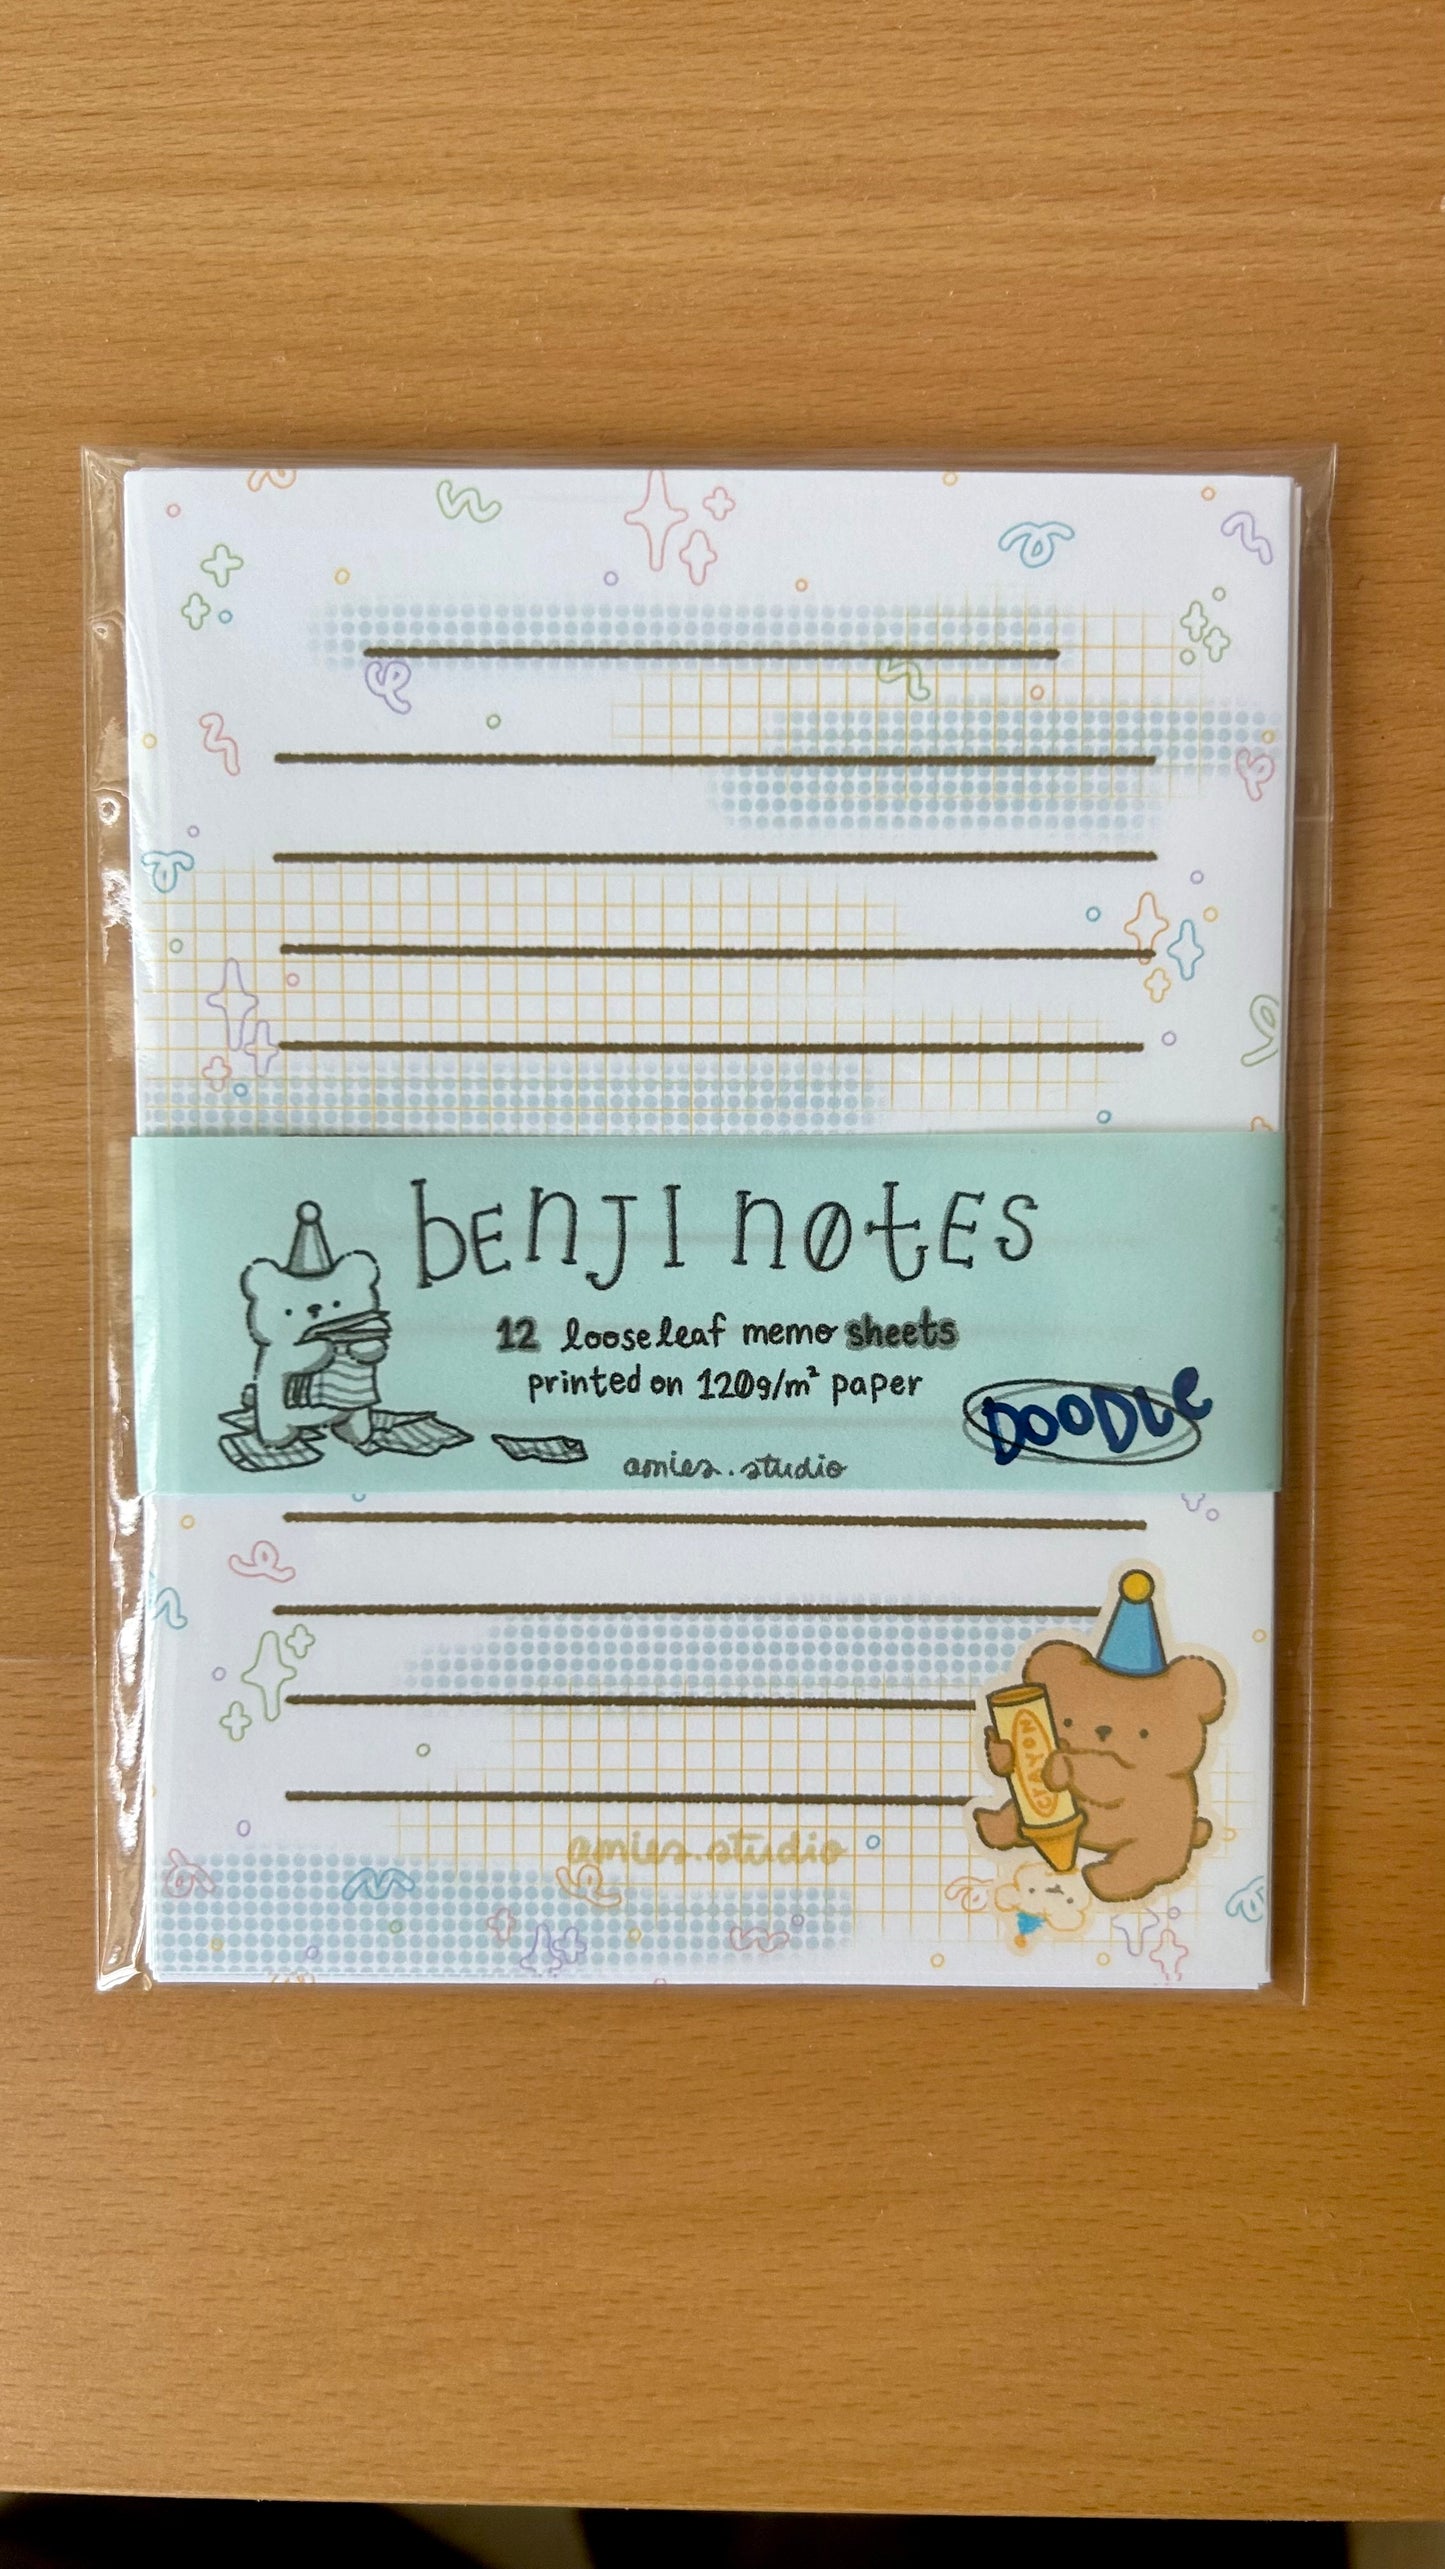 bEnJI notEs
12 looseleaf memo sheets
printed on 120g/m² paper
DOODLe
amies.studio
CrAYON
amies.studio